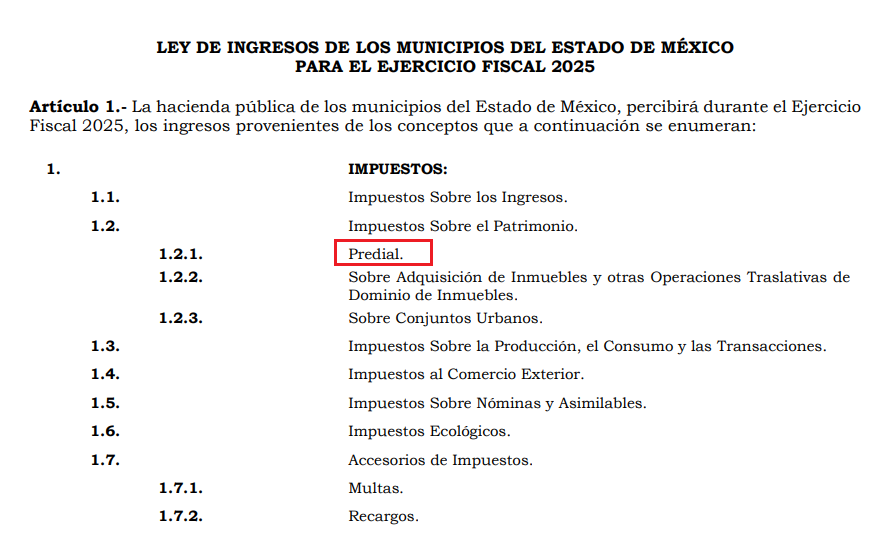 LEY DE INGRESOS DE LOS MUNICIPIOS DEL ESTADO DE MÉXICO
PARA EL EJERCICIO FISCAL 2025
Artículo 1.- La hacienda pública de los municipios del Estado de México, percibirá durante el Ejercicio
Fiscal 2025, los ingresos provenientes de los conceptos que a continuación se enumeran:
1. IMPUESTOS:
1.1. Impuestos Sobre los Ingresos.
1.2. Impuestos Sobre el Patrimonio.
1.2.1. Predial.
1.2.2. Sobre Adquisición de Inmuebles y otras Operaciones Traslativas de
Dominio de Inmuebles.
1.2.3. Sobre Conjuntos Urbanos.
1.3. Impuestos Sobre la Producción, el Consumo y las Transacciones.
1.4. Impuestos al Comercio Exterior.
1.5. Impuestos Sobre Nóminas y Asimilables.
1.6. Impuestos Ecológicos.
1.7. Accesorios de Impuestos.
1.7.1. Multas.
1.7.2. Recargos.